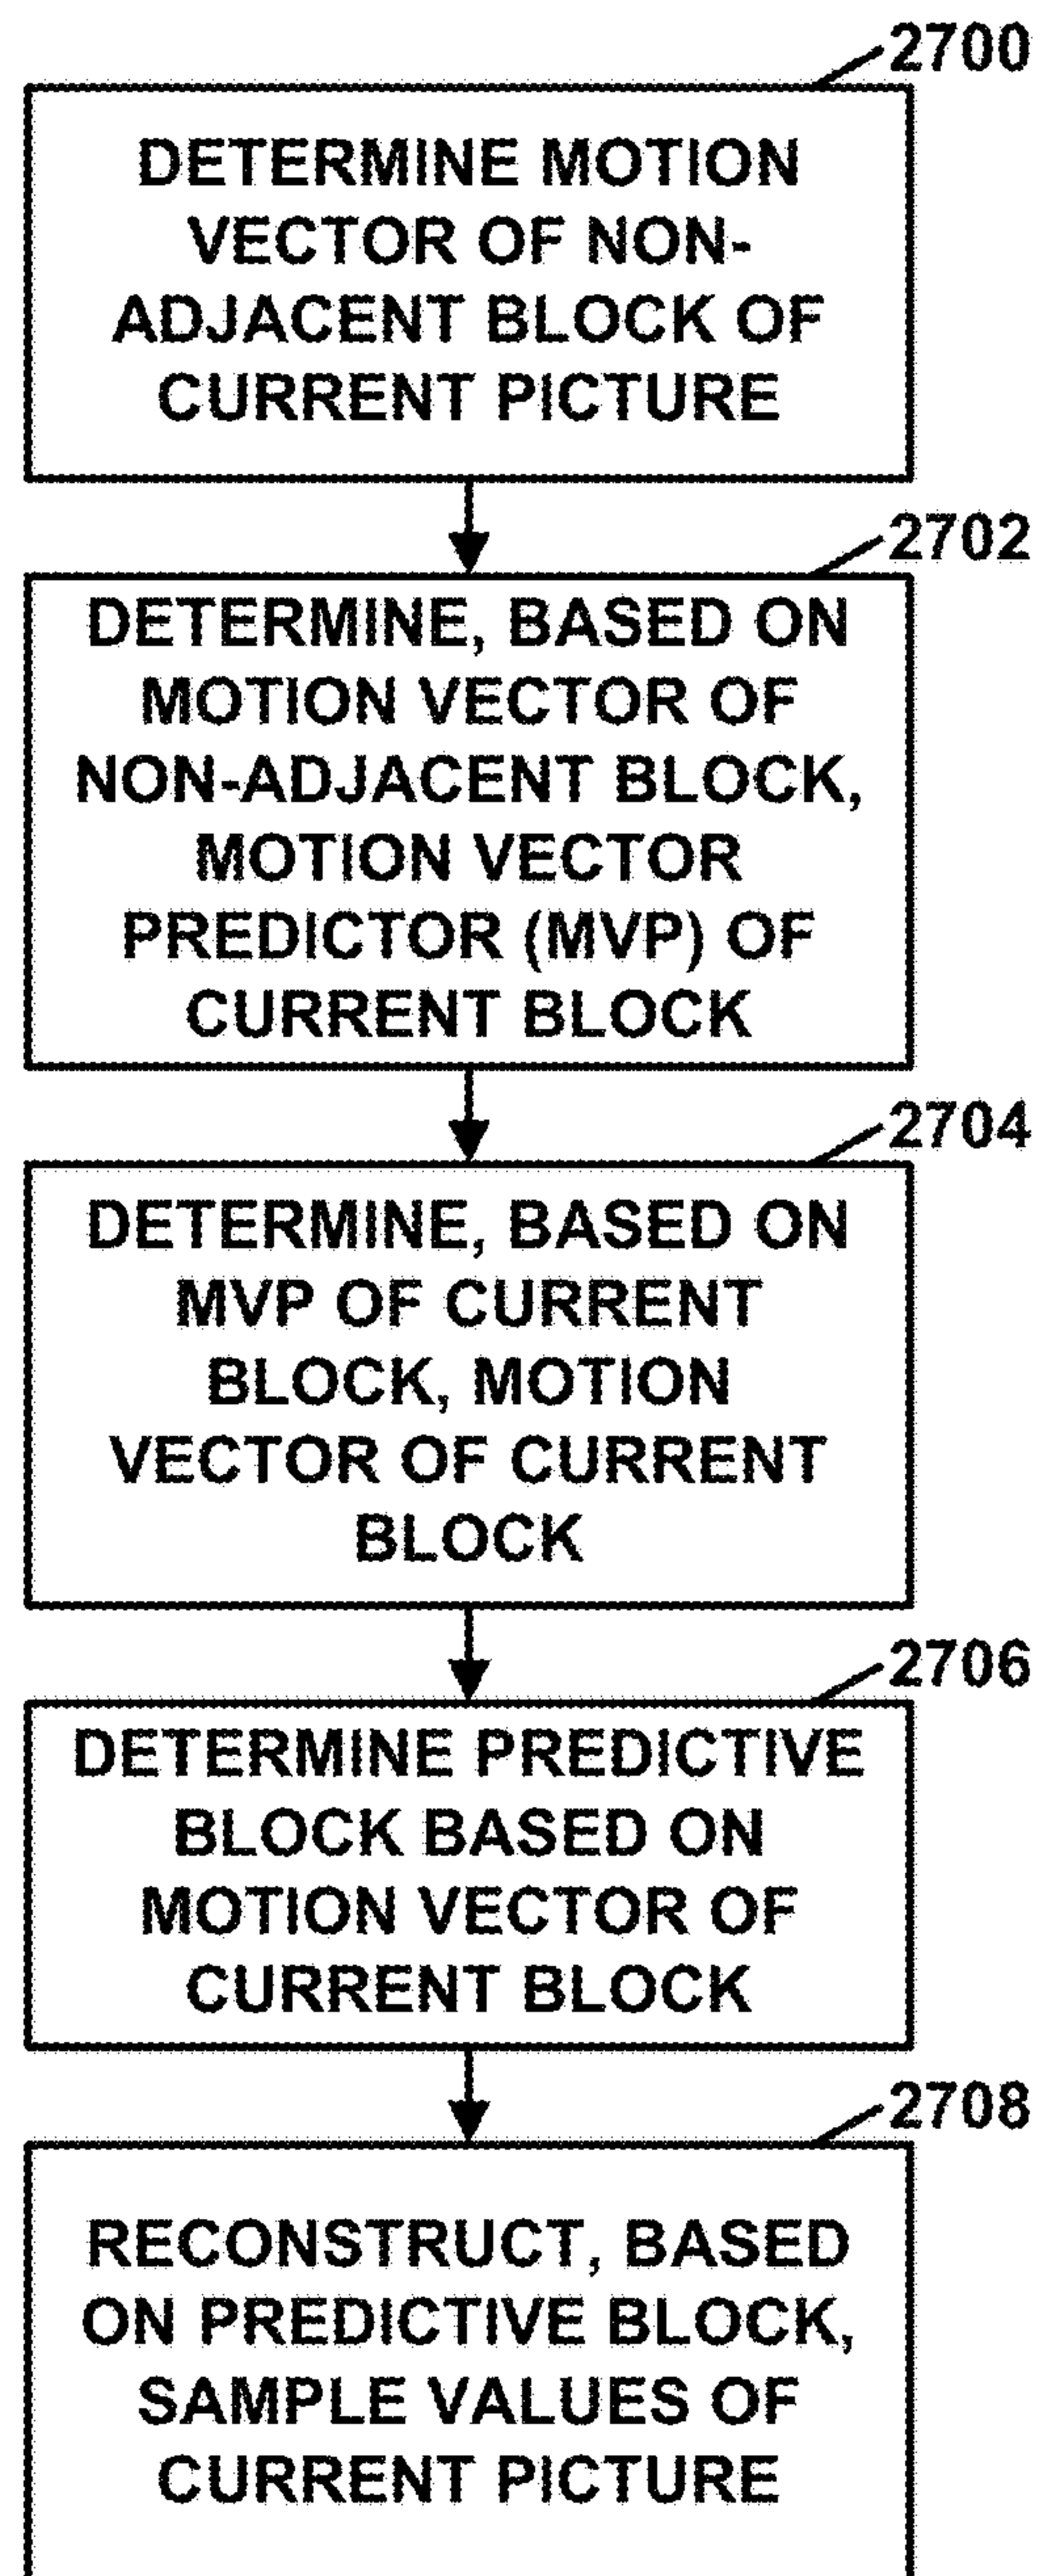 2700
DETERMINE MOTION
VECTOR OF NON-
ADJACENT BLOCK OF
CURRENT PICTURE
2702
DETERMINE, BASED ON
MOTION VECTOR OF
NON-ADJACENT BLOCK,
MOTION VECTOR
PREDICTOR (MVP) OF
CURRENT BLOCK
2704
DETERMINE, BASED ON
MVP OF CURRENT
BLOCK, MOTION
VECTOR OF CURRENT
BLOCK
2706
DETERMINE PREDICTIVE
BLOCK BASED ON
MOTION VECTOR OF
CURRENT BLOCK
2708
RECONSTRUCT, BASED
ON PREDICTIVE BLOCK,
SAMPLE VALUES OF
CURRENT PICTURE